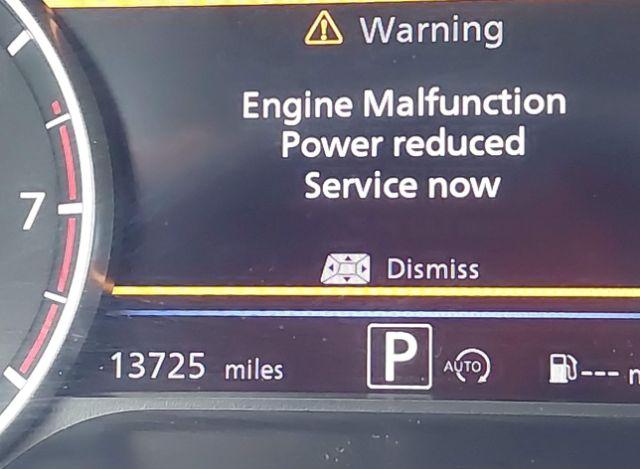 Warning
Engine Malfunction
Power reduced
Service now
Dismiss
7
13725 miles
P
AUTO
--- m